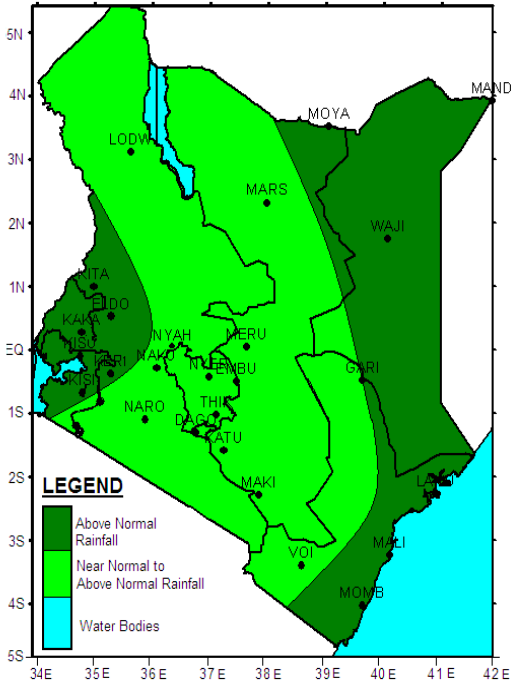 5N
4N
3N
2N
1N
EQ
1S
2S
3S
4S
5S
MAND
MOYA
LODW
MARS
WAJI
KITA
ELDO
KAKA
KISU
NYAH
MERU
KERI
NAKU
NYER
EMBU
GARI
KISI
NARO
THIK
DAGO
KATU
MAKI
LAMU
VOI
MALI
MOMB
LEGEND
Above Normal
Rainfall
Near Normal to
Above Normal Rainfall
Water Bodies
34E 35E 36E 37E 38E 39E 40E 41E 42E